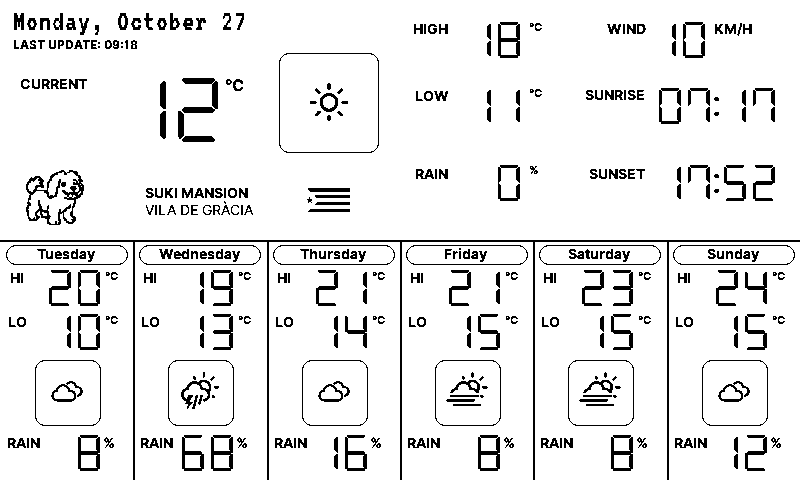 Monday, October 27
LAST UPDATE: 09:18
CURRENT 12 °C
SUKI MANSION
VILA DE GRÀCIA
HIGH 18 °C
LOW 11 °C
RAIN 0 %
WIND 10 KM/H
SUNRISE 07:17
SUNSET 17:52
Tuesday
HI 20 °C
LO 10 °C
RAIN 8 %
Wednesday
HI 19 °C
LO 13 °C
RAIN 68 %
Thursday
HI 21 °C
LO 14 °C
RAIN 16 %
Friday
HI 21 °C
LO 15 °C
RAIN 8 %
Saturday
HI 23 °C
LO 15 °C
RAIN 8 %
Sunday
HI 24 °C
LO 15 °C
RAIN 12 %